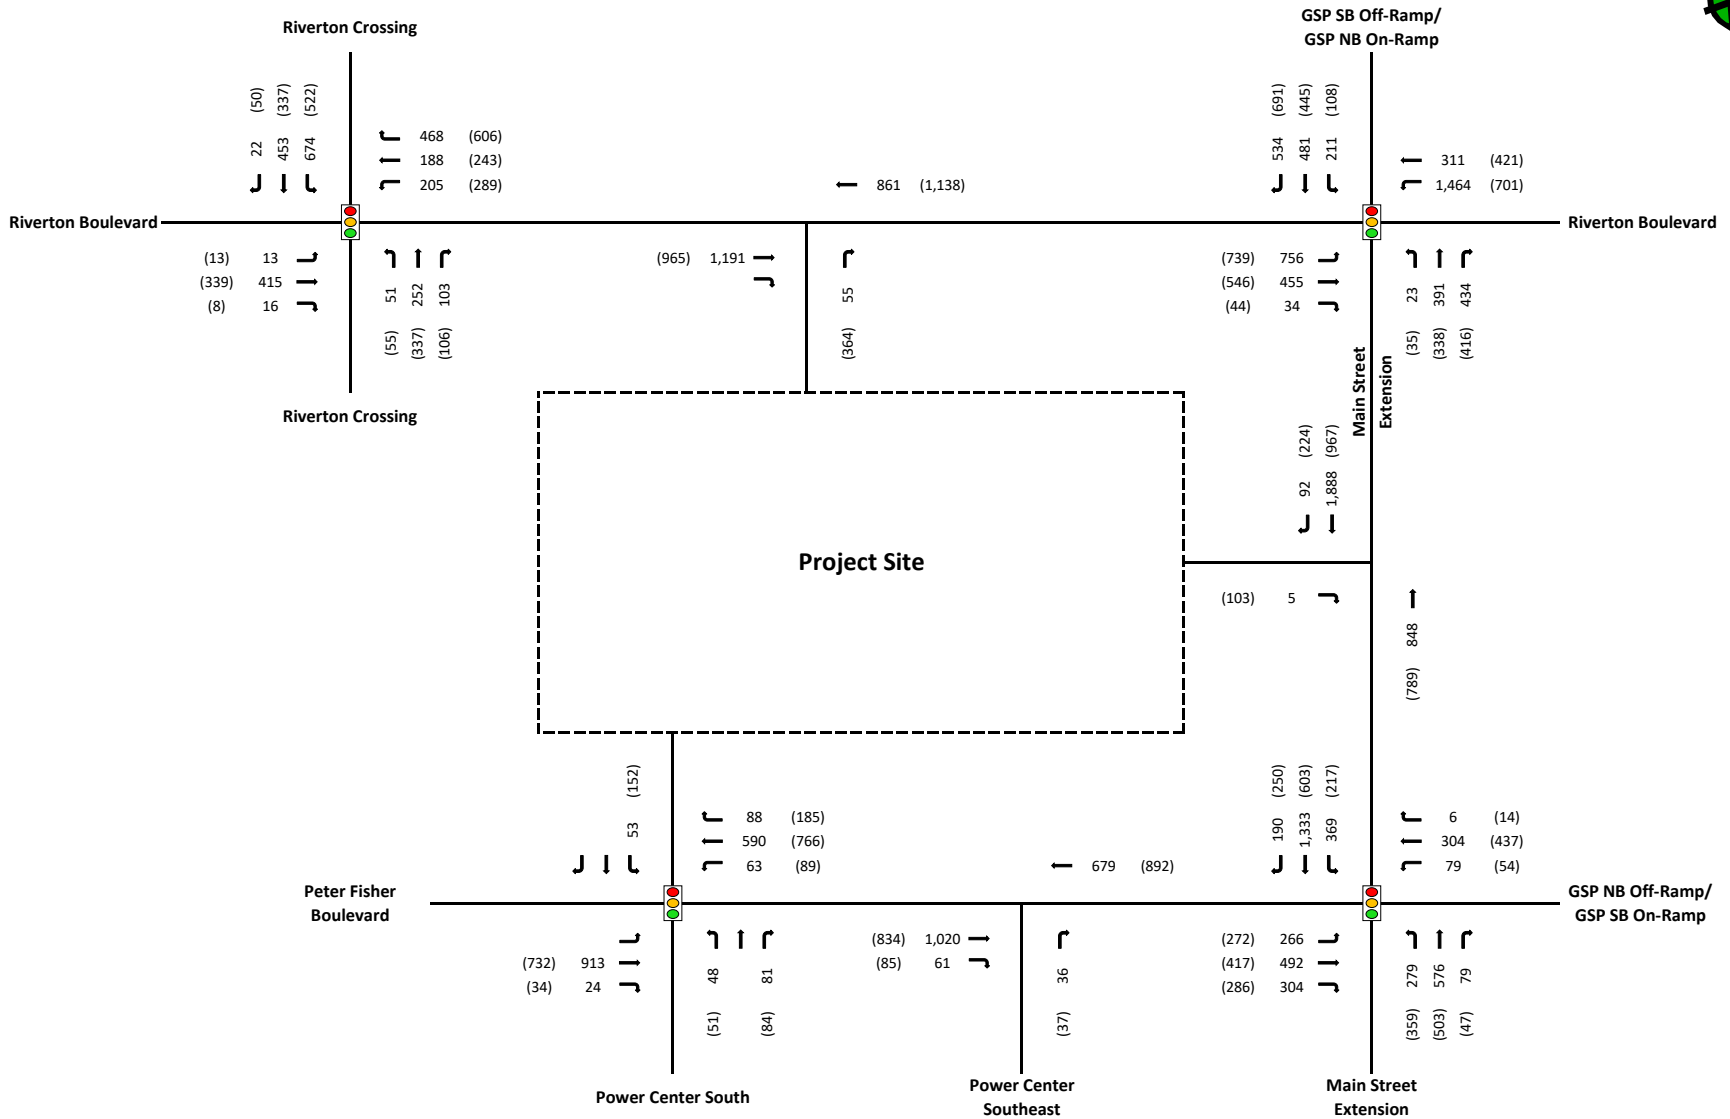 Riverton Crossing
GSP SB Off-Ramp/
GSP NB On-Ramp
(50) (337) (522)
22 453 674
468 (606)
188 (243)
205 (289)
861 (1,138)
(691) (445) (108)
534 481 211
311 (421)
1,464 (701)
Riverton Boulevard
Riverton Boulevard
(13) 13
(339) 415
(8) 16
51 252 103
(55) (337) (106)
(965) 1,191
55
(364)
(739) 756
(546) 455
(44) 34
23 391 434
(35) (338) (416)
Riverton Crossing
Main Street
Extension
(224) (967)
92 1,888
Project Site
(103) 5
848
(789)
(152)
53
88 (185)
590 (766)
63 (89)
679 (892)
(250) (603) (217)
190 1,333 369
6 (14)
304 (437)
79 (54)
Peter Fisher
Boulevard
GSP NB Off-Ramp/
GSP SB On-Ramp
(732) 913
(34) 24
48 81
(51) (84)
(834) 1,020
(85) 61
36
(37)
(272) 266
(417) 492
(286) 304
279 576 79
(359) (503) (47)
Power Center South
Power Center
Southeast
Main Street
Extension